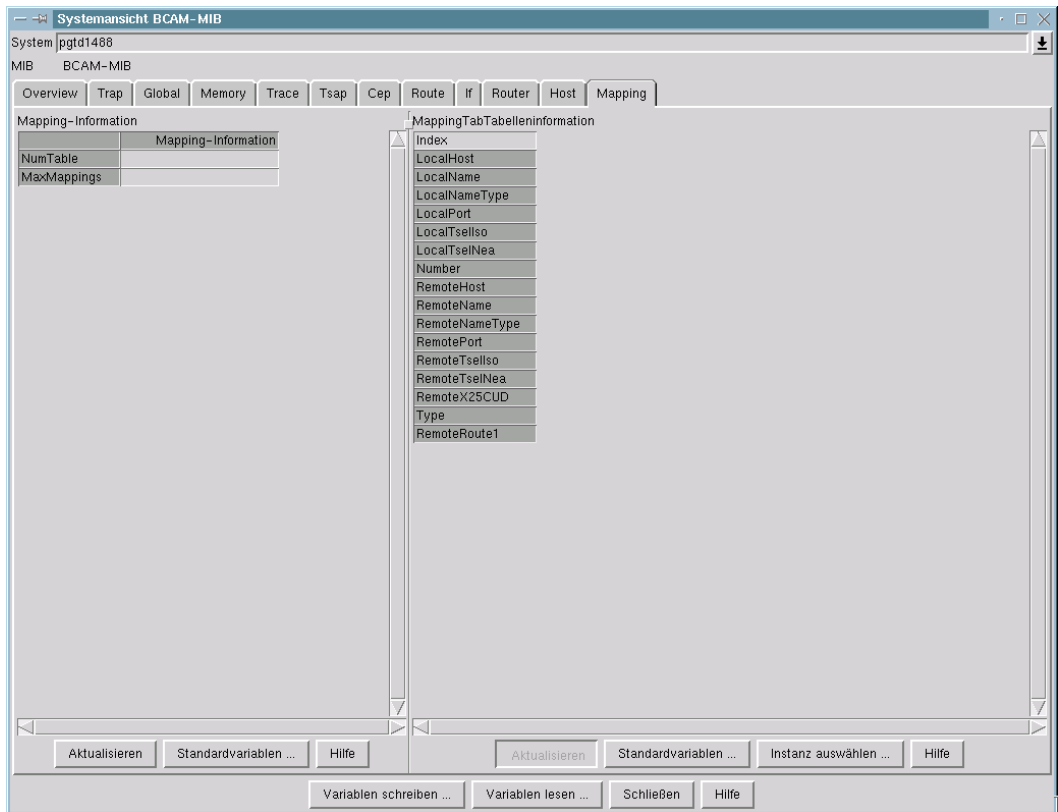 Systemansicht BCAM-MIB
System pgtd1488
MIB BCAM-MIB
Overview Trap Global Memory Trace Tsap Cep Route If Router Host Mapping
Mapping-Information
Mapping-Information
NumTable
MaxMappings
MappingTabTabelleninformation
Index
LocalHost
LocalName
LocalNameType
LocalPort
LocalTselIso
LocalTselNea
Number
RemoteHost
RemoteName
RemoteNameType
RemotePort
RemoteTselIso
RemoteTselNea
RemoteX25CUD
Type
RemoteRoute1
Aktualisieren Standardvariablen ... Hilfe
Aktualisieren Standardvariablen ... Instanz auswählen ... Hilfe
Variablen schreiben ... Variablen lesen ... Schließen Hilfe